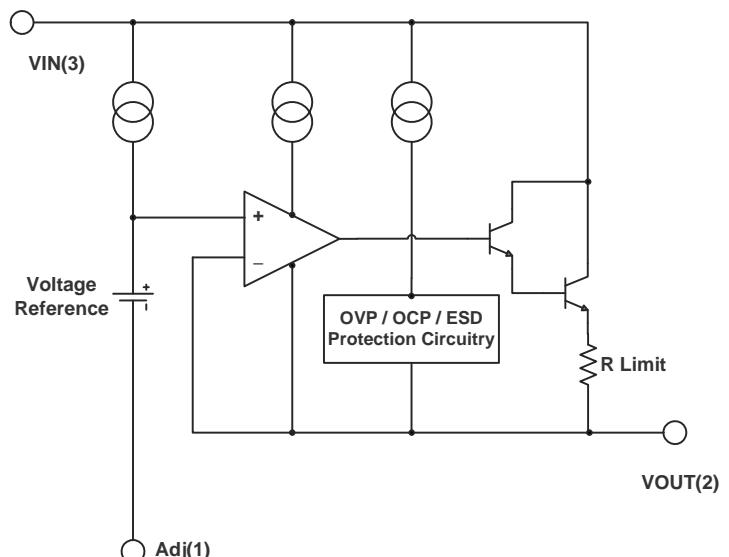 VIN(3)
+
−
Voltage
Reference
+
-
OVP / OCP / ESD
Protection Circuitry
R Limit
VOUT(2)
Adj(1)